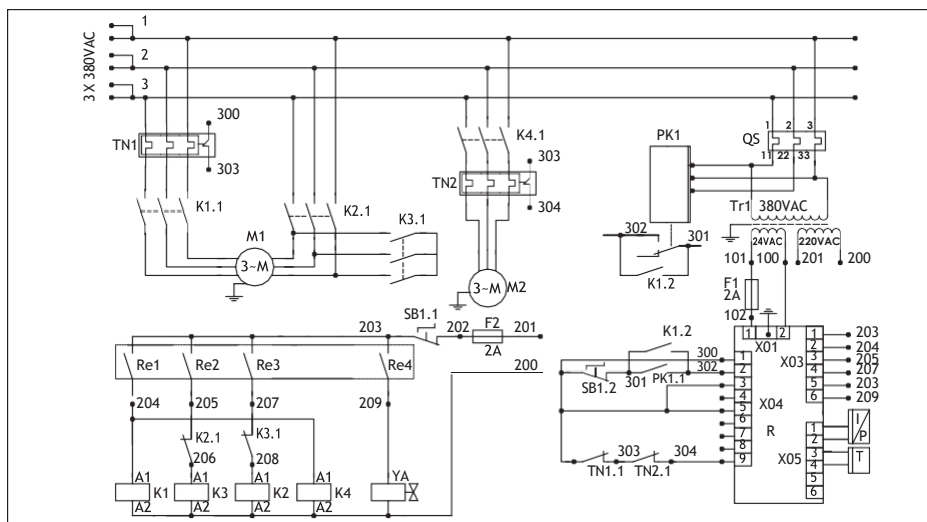 3 X 380VAC
1
2
3
300
TN1
303
K1.1
M1
3~M
K2.1
K3.1
K4.1
303
TN2
304
3~M
M2
PK1
302
301
K1.2
1 2 3
QS
11 22 33
Tr1
380VAC
24VAC
220VAC
101
100
201
200
F1
2A
102
203
SB1.1
202
F2
2A
201
200
Re1
Re2
Re3
Re4
204
205
207
209
K2.1
206
K3.1
208
A1
K1
A2
A1
K3
A2
A1
K2
A2
A1
K4
A2
YA
K1.2
300
302
SB1.2
301
PK1.1
303
304
TN1.1
TN2.1
1
2
3
4
5
6
7
8
9
X04
R
1
2
X01
X03
1
2
3
4
5
6
203
204
205
207
203
209
X05
1
2
3
4
5
6
I/P
T